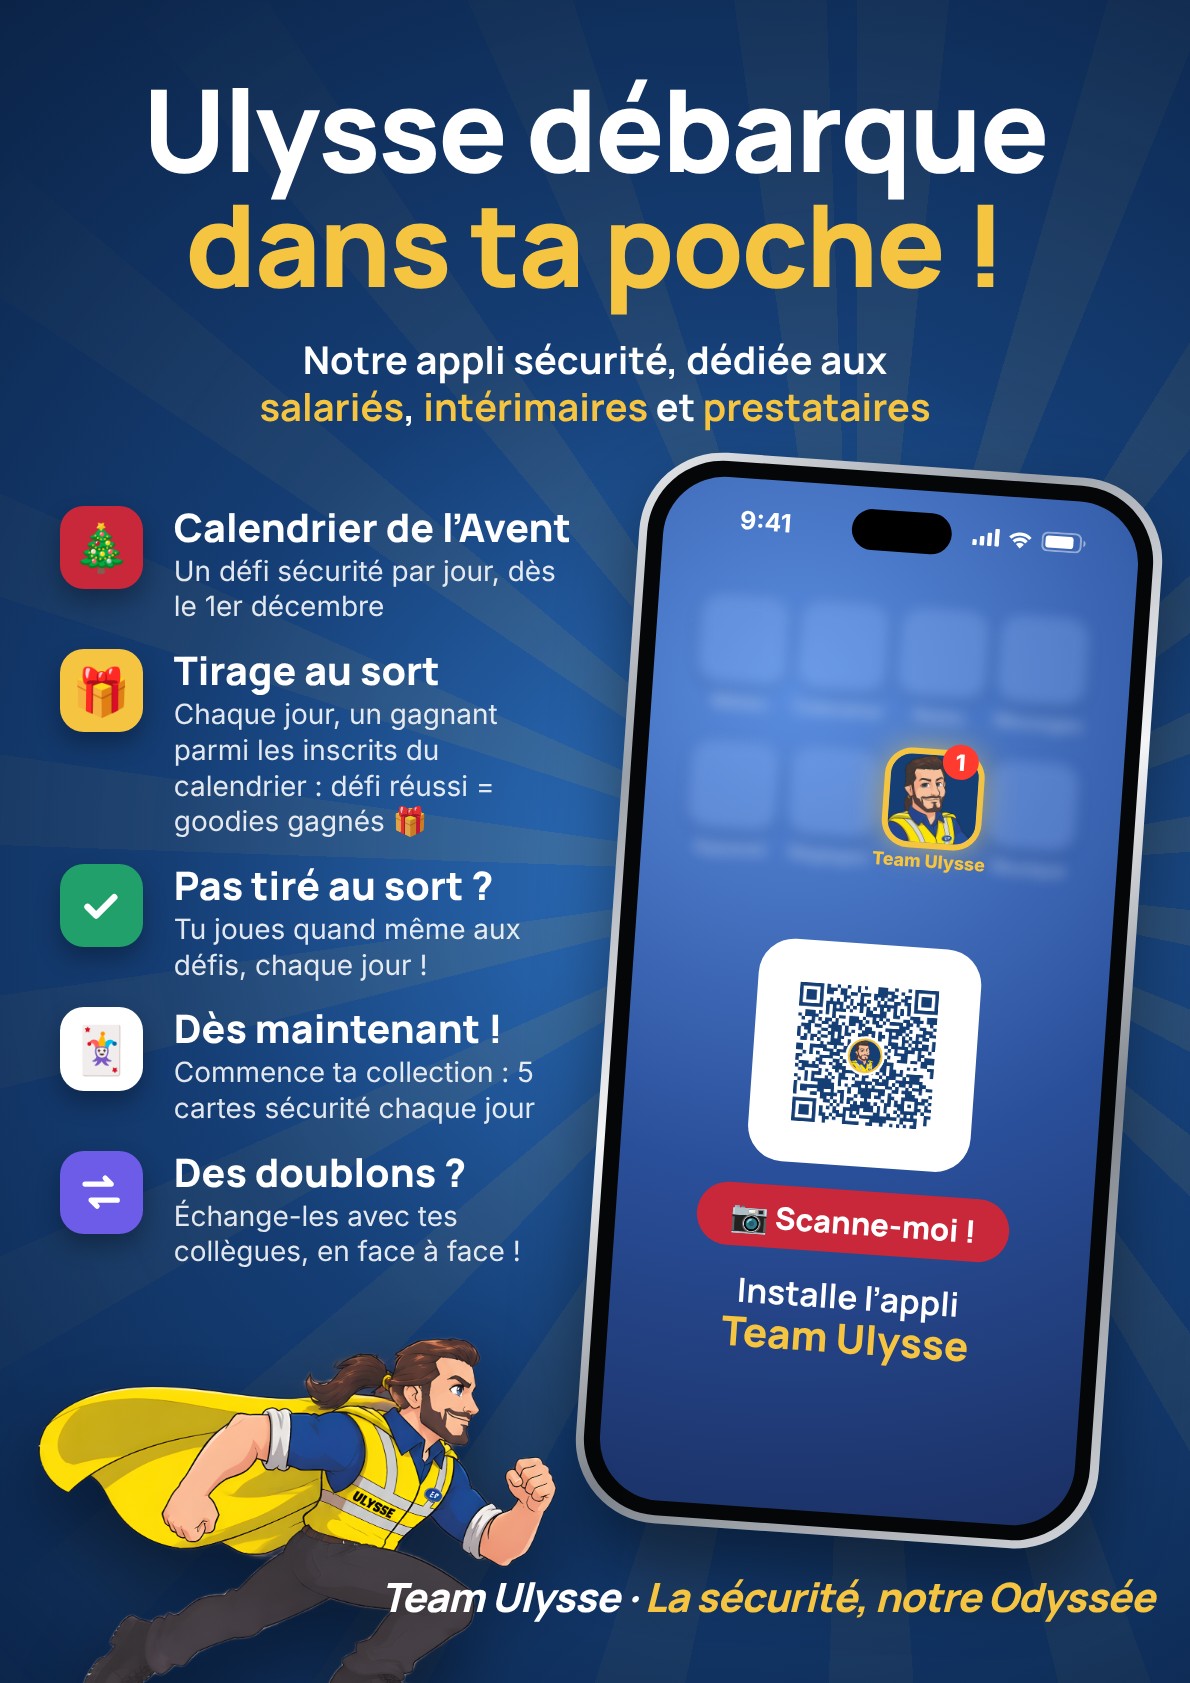 Ulysse débarque
dans ta poche !
Notre appli sécurité, dédiée aux
salariés, intérimaires et prestataires
Calendrier de l'Avent
Un défi sécurité par jour, dès
le 1er décembre
Tirage au sort
Chaque jour, un gagnant
parmi les inscrits du
calendrier : défi réussi =
goodies gagnés 🎁
Pas tiré au sort ?
Tu joues quand même aux
défis, chaque jour !
Dès maintenant !
Commence ta collection : 5
cartes sécurité chaque jour
Des doublons ?
Échange-les avec tes
collègues, en face à face !
9:41
1
Team Ulysse
📷 Scanne-moi !
Installe l'appli
Team Ulysse
ULYSSE
Team Ulysse · La sécurité, notre Odyssée